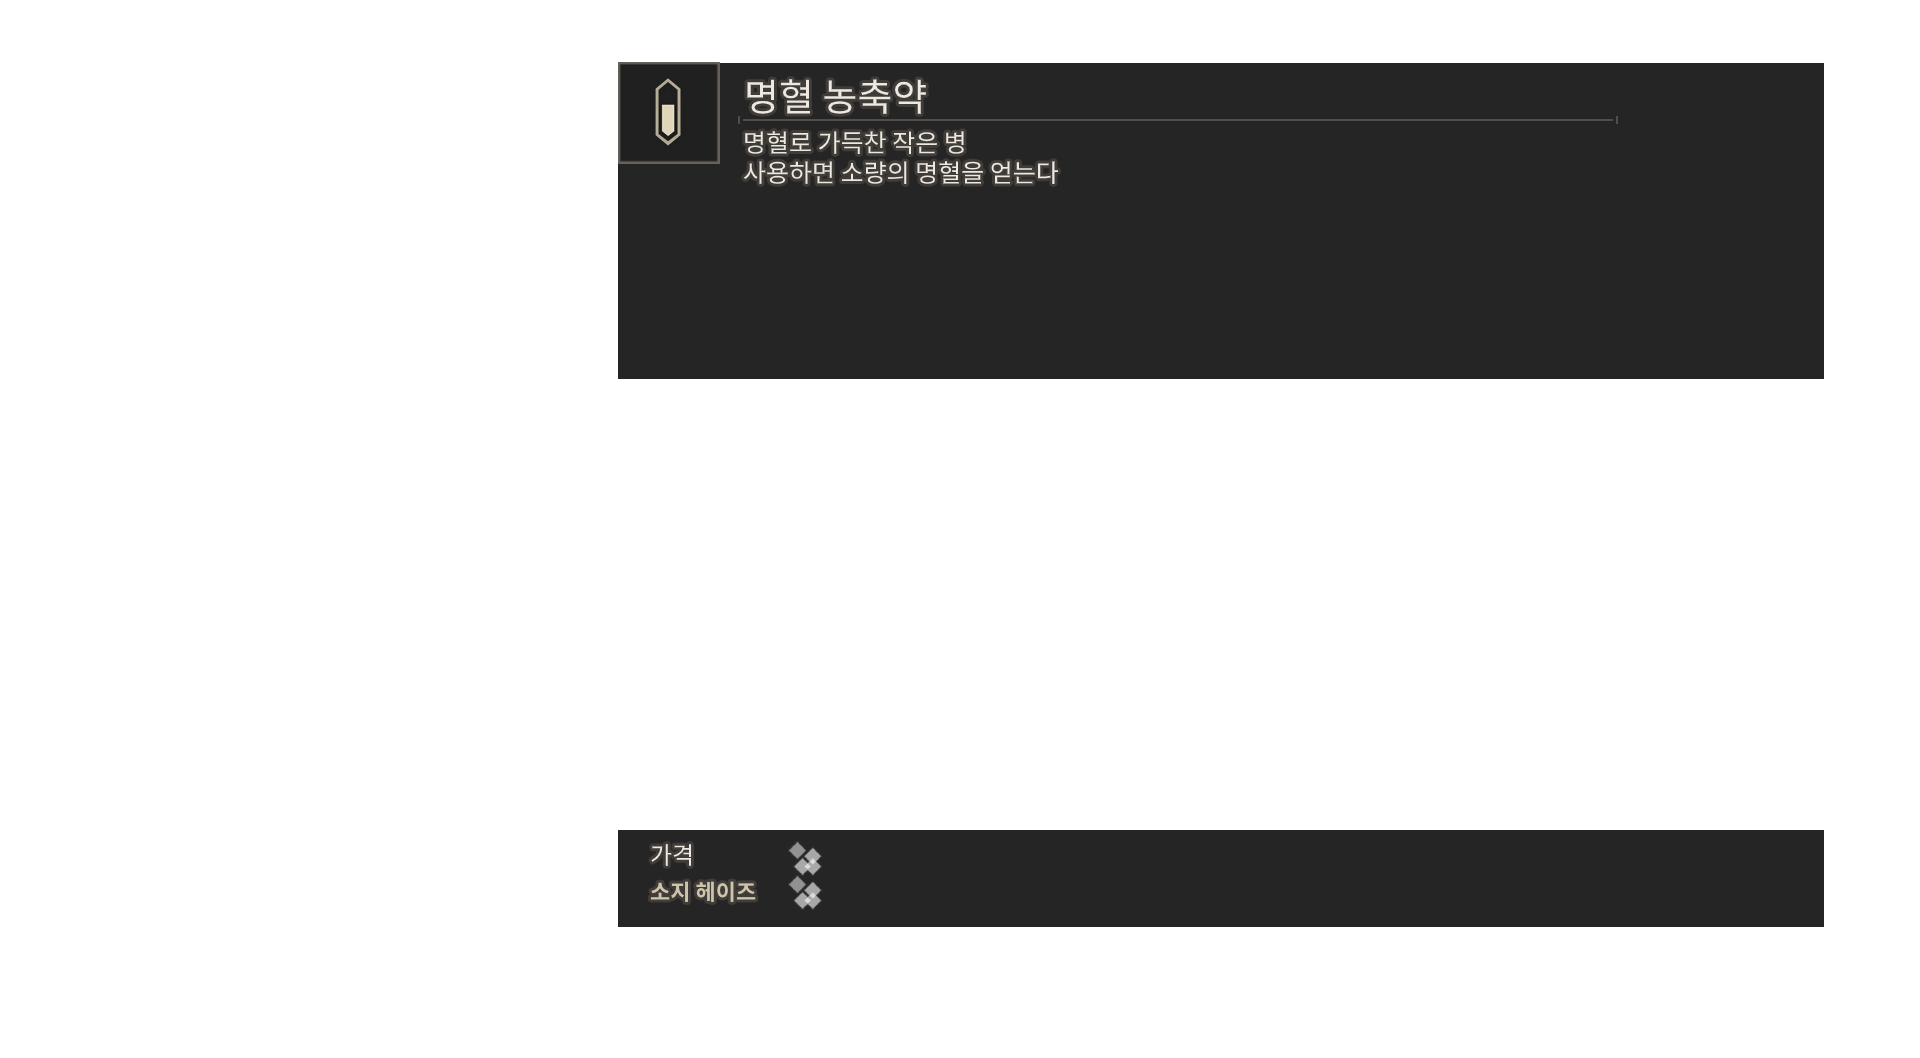 명혈 농축약
명혈로 가득찬 작은 병
사용하면 소량의 명혈을 얻는다
가격
소지 헤이즈